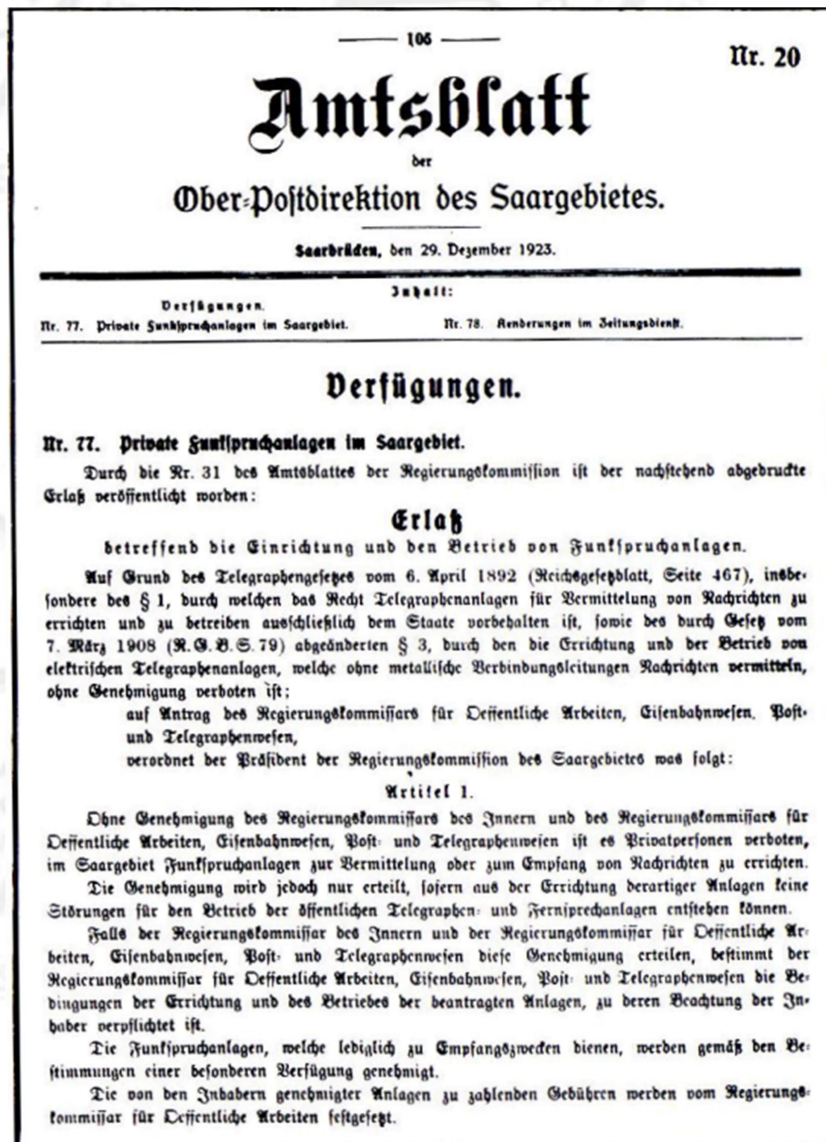 106
Nr. 20
Amtsblatt
der
Ober-Postdirektion des Saargebietes.
Saarbrücken, den 29. Dezember 1923.
Inhalt:
Verfügungen.
Nr. 77. Private Funkspruchanlagen im Saargebiet. Nr. 78. Aenderungen im Zeitungsdienst.
Verfügungen.
Nr. 77. Private Funkspruchanlagen im Saargebiet.
Durch die Nr. 31 des Amtsblattes der Regierungskommission ist der nachstehend abgedruckte
Erlaß veröffentlicht worden:
Erlaß
betreffend die Einrichtung und den Betrieb von Funkspruchanlagen.
Auf Grund des Telegraphengesetzes vom 6. April 1892 (Reichsgesetzblatt, Seite 467), insbe-
sondere des § 1, durch welchen das Recht Telegraphenanlagen für Vermittelung von Nachrichten zu
errichten und zu betreiben ausschließlich dem Staate vorbehalten ist, sowie des durch Gesetz vom
7. März 1908 (R.G.B.S. 79) abgeänderten § 3, durch den die Errichtung und der Betrieb von
elektrischen Telegraphenanlagen, welche ohne metallische Verbindungsleitungen Nachrichten vermitteln,
ohne Genehmigung verboten ist;
auf Antrag des Regierungskommissars für Oeffentliche Arbeiten, Eisenbahnwesen, Post-
und Telegraphenwesen,
verordnet der Präsident der Regierungskommission des Saargebietes was folgt:
Artikel 1.
Ohne Genehmigung des Regierungskommissars des Innern und des Regierungskommissars für
Oeffentliche Arbeiten, Eisenbahnwesen, Post- und Telegraphenwesen ist es Privatpersonen verboten,
im Saargebiet Funkspruchanlagen zur Vermittelung oder zum Empfang von Nachrichten zu errichten.
Die Genehmigung wird jedoch nur erteilt, sofern aus der Errichtung derartiger Anlagen keine
Störungen für den Betrieb der öffentlichen Telegraphen- und Fernsprechanlagen entstehen können.
Falls der Regierungskommissar des Innern und der Regierungskommissar für Oeffentliche Ar-
beiten, Eisenbahnwesen, Post- und Telegraphenwesen diese Genehmigung erteilen, bestimmt der
Regierungskommissar für Oeffentliche Arbeiten, Eisenbahnwesen, Post- und Telegraphenwesen die Be-
dingungen der Errichtung und des Betriebes der beantragten Anlagen, zu deren Beachtung der In-
haber verpflichtet ist.
Die Funkspruchanlagen, welche lediglich zu Empfangszwecken dienen, werden gemäß den Be-
stimmungen einer besonderen Verfügung genehmigt.
Die von den Inhabern genehmigter Anlagen zu zahlenden Gebühren werden vom Regierungs-
kommissar für Oeffentliche Arbeiten festgesetzt.